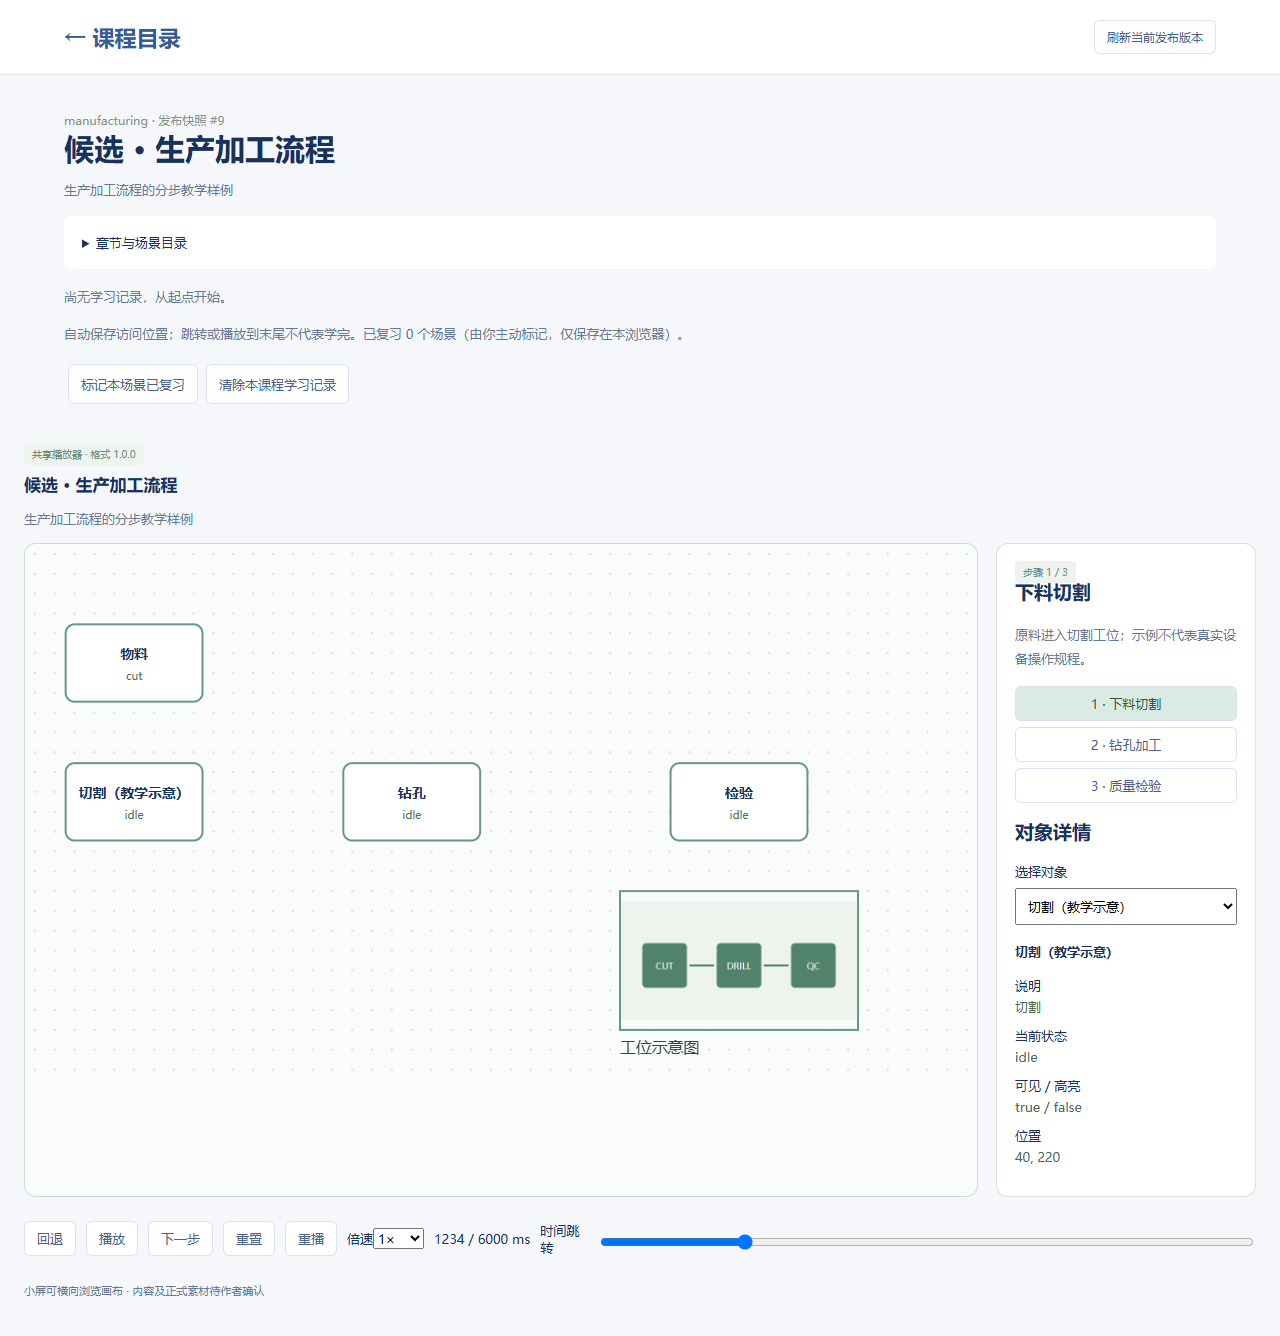 ← 课程目录
刷新当前发布版本
manufacturing · 发布快照 #9
候选 · 生产加工流程
生产加工流程的分步教学样例
▶ 章节与场景目录
尚无学习记录，从起点开始。
自动保存访问位置；跳转或播放到末尾不代表学完。已复习 0 个场景（由你主动标记，仅保存在本浏览器）。
标记本场景已复习
清除本课程学习记录
共享播放器 · 格式 1.0.0
候选 · 生产加工流程
生产加工流程的分步教学样例
物料
cut
切割（教学示意）
idle
钻孔
idle
检验
idle
CUT
DRILL
QC
工位示意图
步骤 1 / 3
下料切割
原料进入切割工位；示例不代表真实设
备操作规程。
1 · 下料切割
2 · 钻孔加工
3 · 质量检验
对象详情
选择对象
切割（教学示意）
切割（教学示意）
说明
切割
当前状态
idle
可见 / 高亮
true / false
位置
40, 220
回退
播放
下一步
重置
重播
倍速 1×
1234 / 6000 ms
时间跳
转
小屏可横向浏览画布 · 内容及正式素材待作者确认